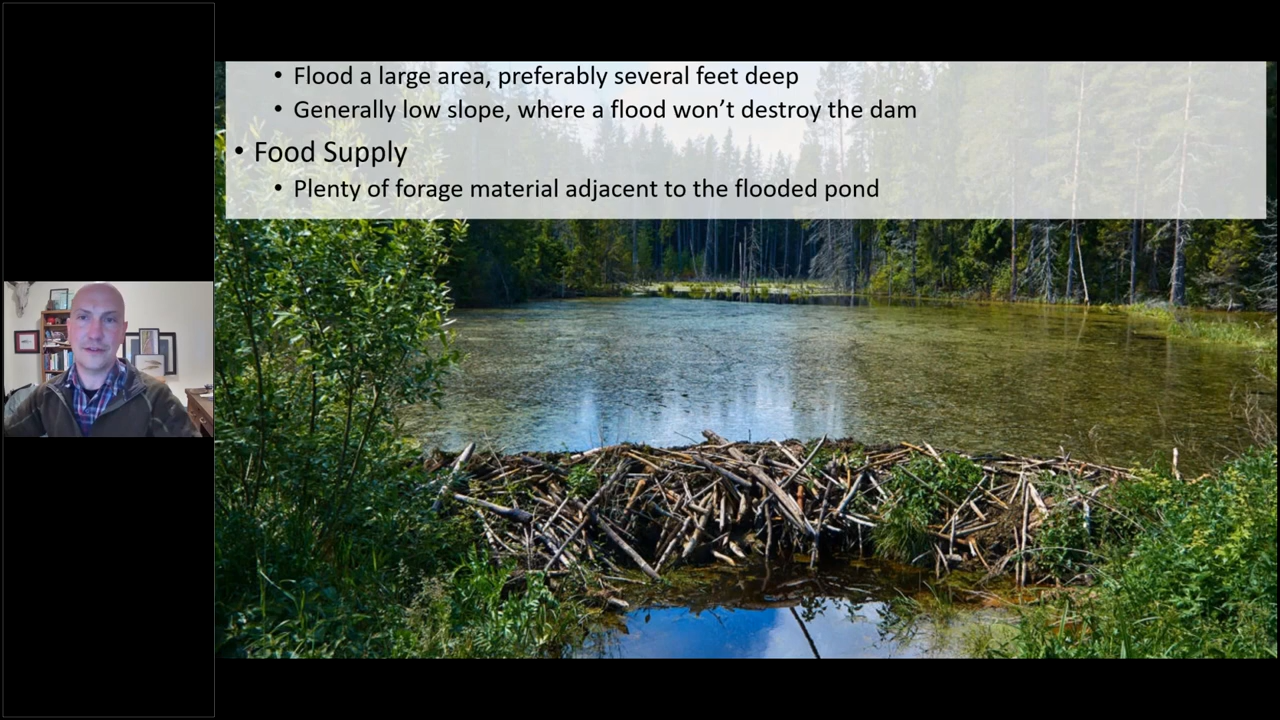 • Flood a large area, preferably several feet deep
• Generally low slope, where a flood won’t destroy the dam
• Food Supply
• Plenty of forage material adjacent to the flooded pond